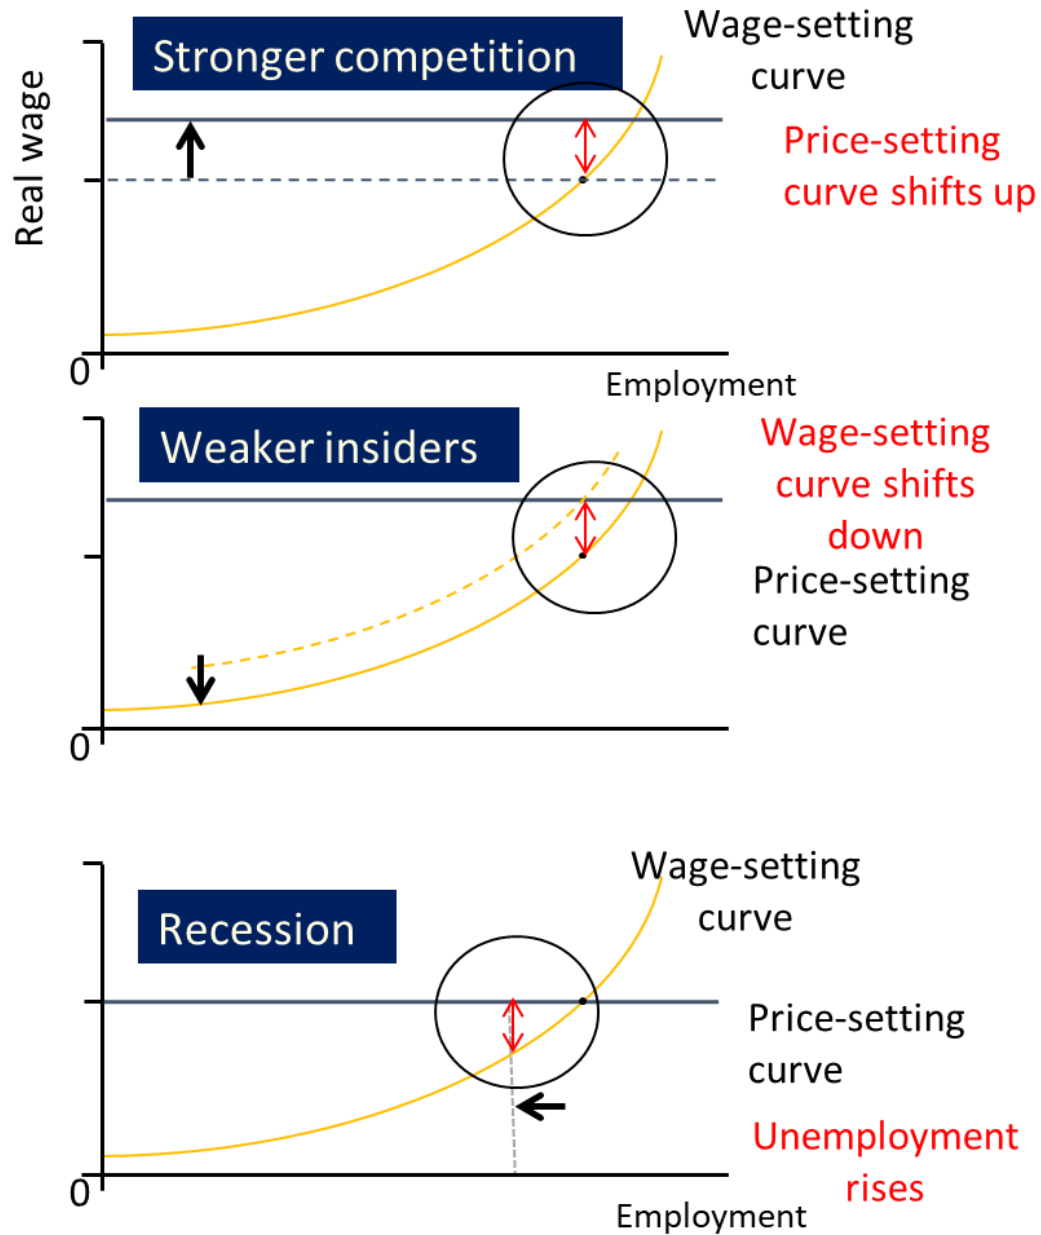 Stronger competition
Wage-setting
curve
Real wage
Price-setting
curve shifts up
0
Employment
Weaker insiders
Wage-setting
curve shifts
down
Price-setting
curve
0
Recession
Wage-setting
curve
Price-setting
curve
Unemployment
rises
0
Employment